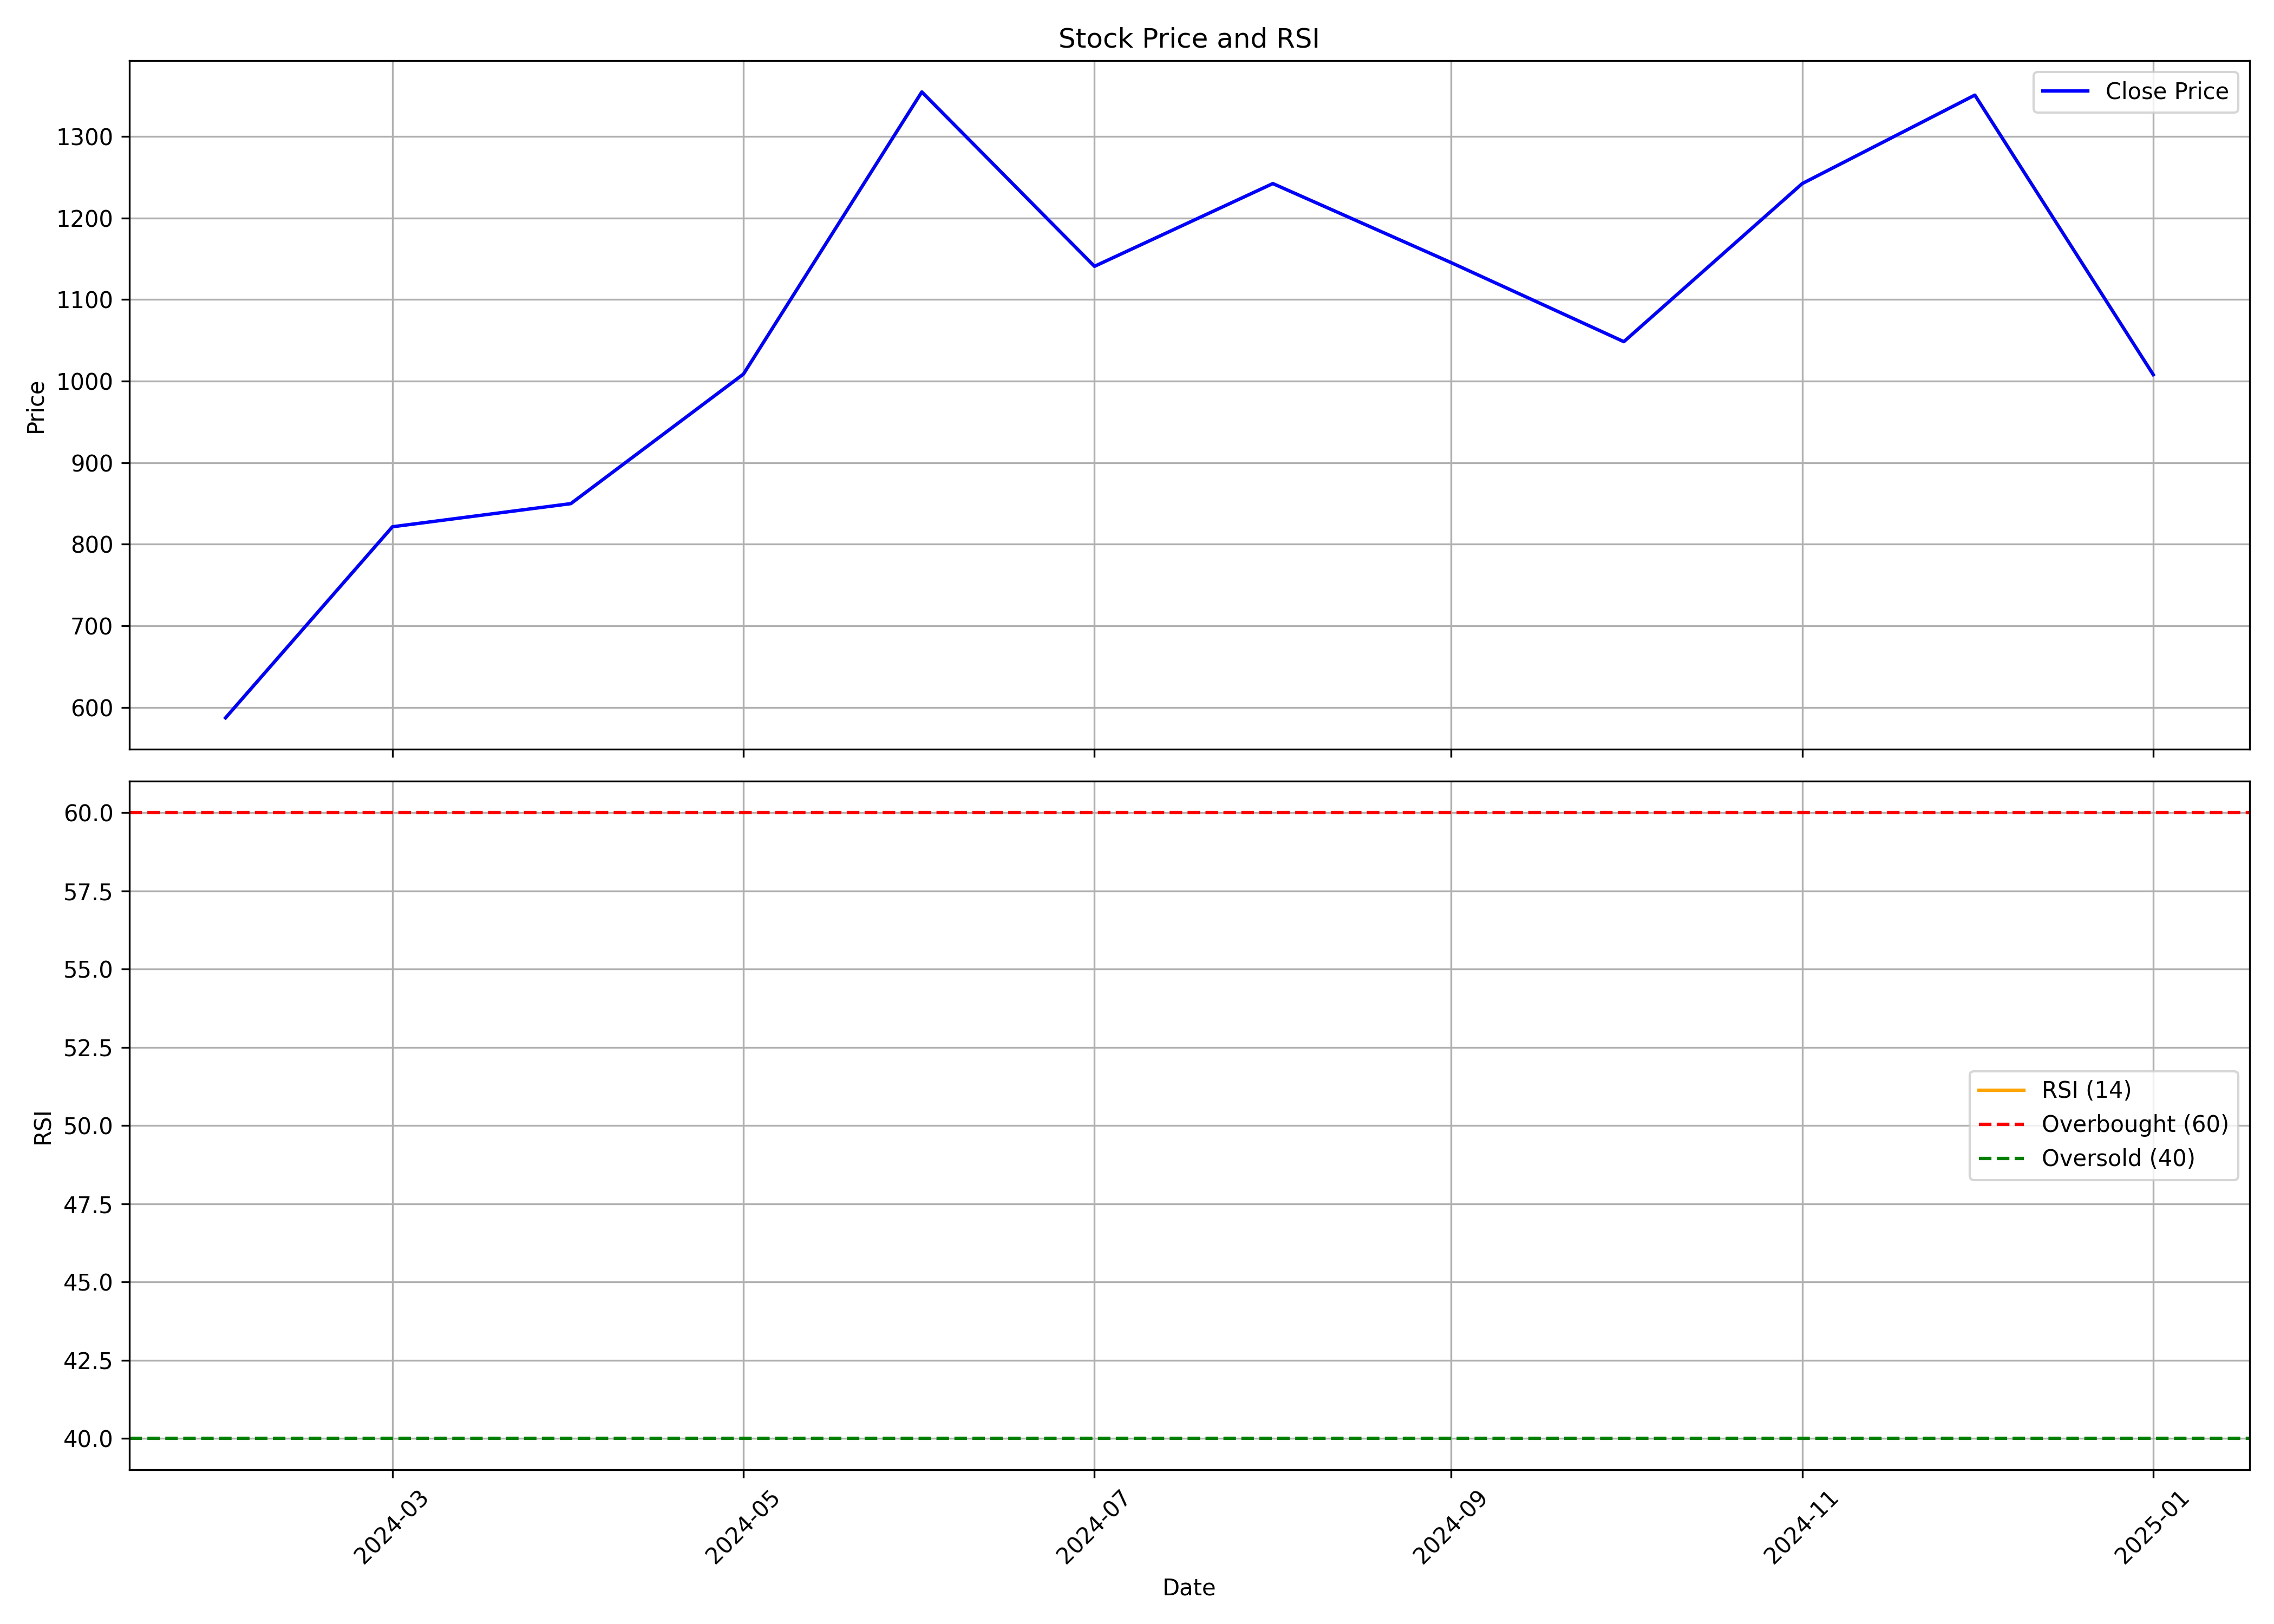 Stock Price and RSI
Close Price
1300
1200
1100
1000
900
800
700
600
Price
60.0
57.5
55.0
52.5
50.0
47.5
45.0
42.5
40.0
RSI
RSI (14)
Overbought (60)
Oversold (40)
2024-03
2024-05
2024-07
2024-09
2024-11
2025-01
Date